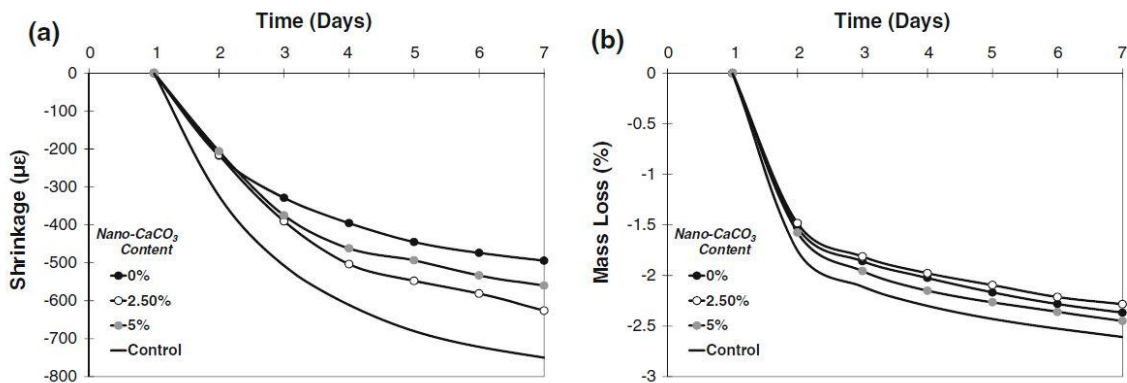 (a)
Time (Days)
0 1 2 3 4 5 6 7
0
-100
-200
-300
-400
-500
-600
-700
-800
Shrinkage (με)
Nano-CaCO3
Content
0%
2.50%
5%
Control
(b)
Time (Days)
0 1 2 3 4 5 6 7
0
-0.5
-1
-1.5
-2
-2.5
-3
Mass Loss (%)
Nano-CaCO3
Content
0%
2.50%
5%
Control